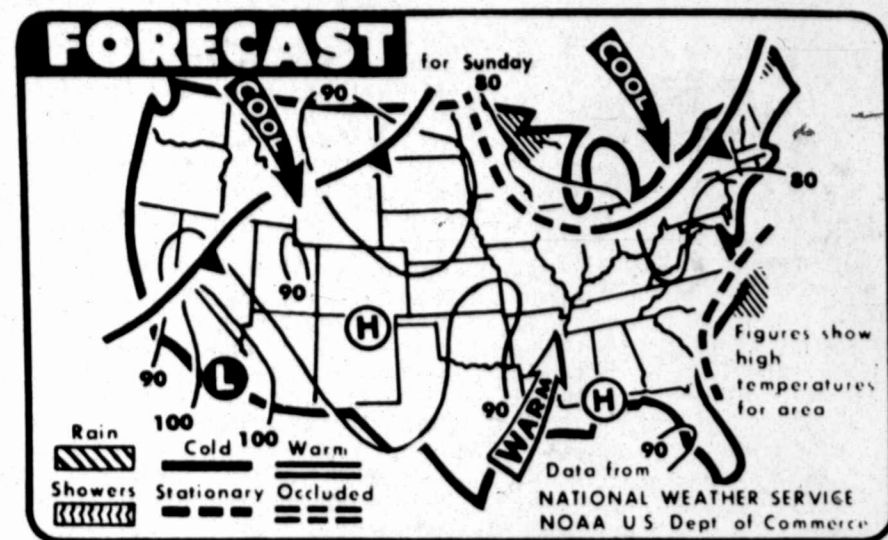 FORECAST
for Sunday
80
COOL
COOL
90
80
90
H
Figures show
high
temperatures
for area
90
L
90
WARM
H
100
100
90
Rain
Cold
Warm
Showers
Stationary
Occluded
Data from
NATIONAL WEATHER SERVICE
NOAA US Dept of Commerce